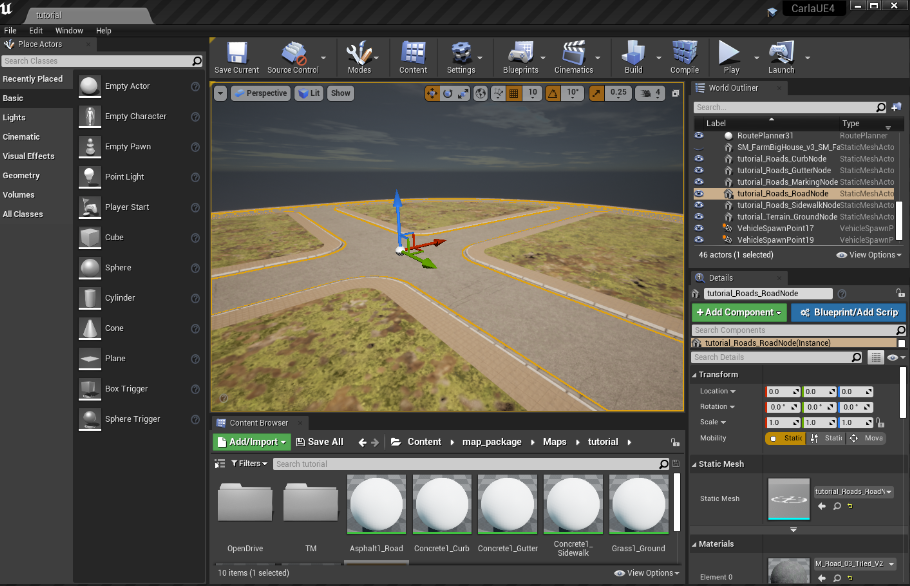 tutorial
CarlaUE4
File Edit Window Help
Place Actors
Search Classes
Recently Placed
Basic
Lights
Cinematic
Visual Effects
Geometry
Volumes
All Classes
Empty Actor
Empty Character
Empty Pawn
Point Light
Player Start
Cube
Sphere
Cylinder
Cone
Plane
Box Trigger
Sphere Trigger
Save Current Source Control Modes Content Settings Blueprints Cinematics Build Compile Play Launch
Perspective Lit Show 10 10° 0.25 4
Content Browser
Add/Import Save All Content map_package Maps tutorial
Filters Search tutorial
OpenDrive
TM
Asphalt1_Road
Concrete1_Curb
Concrete1_Gutter
Concrete1_
Sidewalk
Grass1_Ground
10 items (1 selected) View Options
World Outliner
Search...
Label Type
RoutePlanner31 RoutePlanner
SM_FarmBigHouse_v3_SM_Fa StaticMeshActo
tutorial_Roads_CurbNode StaticMeshActo
tutorial_Roads_GutterNode StaticMeshActo
tutorial_Roads_MarkingNode StaticMeshActo
tutorial_Roads_RoadNode StaticMeshActo
tutorial_Roads_SidewalkNode StaticMeshActo
tutorial_Terrain_GroundNode StaticMeshActo
VehicleSpawnPoint17 VehicleSpawnP
VehicleSpawnPoint19 VehicleSpawnP
46 actors (1 selected) View Options
Details
tutorial_Roads_RoadNode
+Add Component Blueprint/Add Scrip
Search Components
tutorial_Roads_RoadNode(Instance)
Search Details
Transform
Location 0.0 0.0 0.0
Rotation 0.0° 0.0° 0.0°
Scale 1.0 1.0 1.0
Mobility Static Static Mova
Static Mesh
Static Mesh tutorial_Roads_RoadN
Materials
Element 0 M_Road_03_Tiled_V2